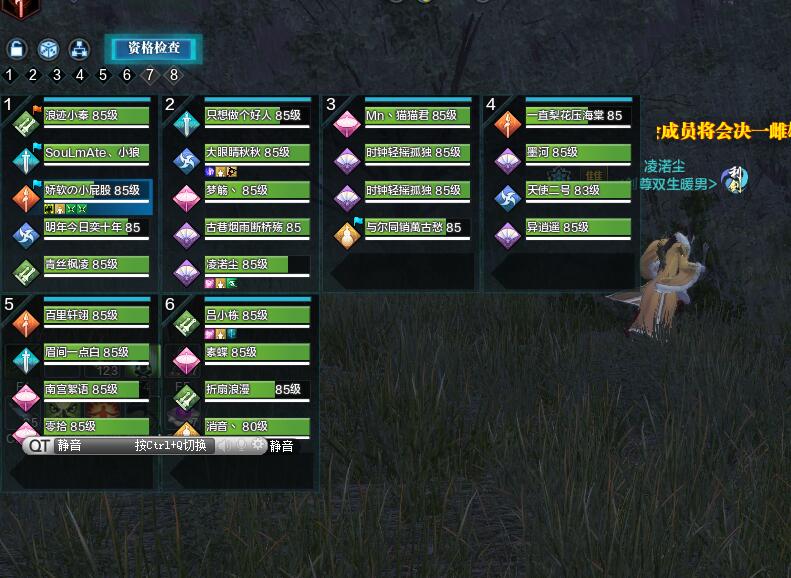 资格检查
1 2 3 4 5 6 7 8
1
浪迹小秦 85级
SouLmAte、小狼
娇软の小屁股 85级
明年今日奕十年 85
青丝枫凌 85级
2
只想做个好人 85级
大眼睛秋秋 85级
梦觞丶 85级
古巷烟雨断桥殇 85
凌渃尘 85级
3
Mn丶猫猫君 85级
时钟轻摇孤独 85级
时钟轻摇孤独 85级
与尔同销萬古愁 85
4
一直梨花压海棠 85
墨河 85级
天使二号 83级
异逍遥 85级
成员将会决一雌
凌渃尘
尊双生暖男>
5
百里轩翊 85级
眉间一点白 85级
南宫絮语 85级
零拾 85级
6
吕小栋 85级
素蝶 85级
折扇浪漫 85级
消音丶 80级
QT 静音 按Ctrl+Q切换 静音